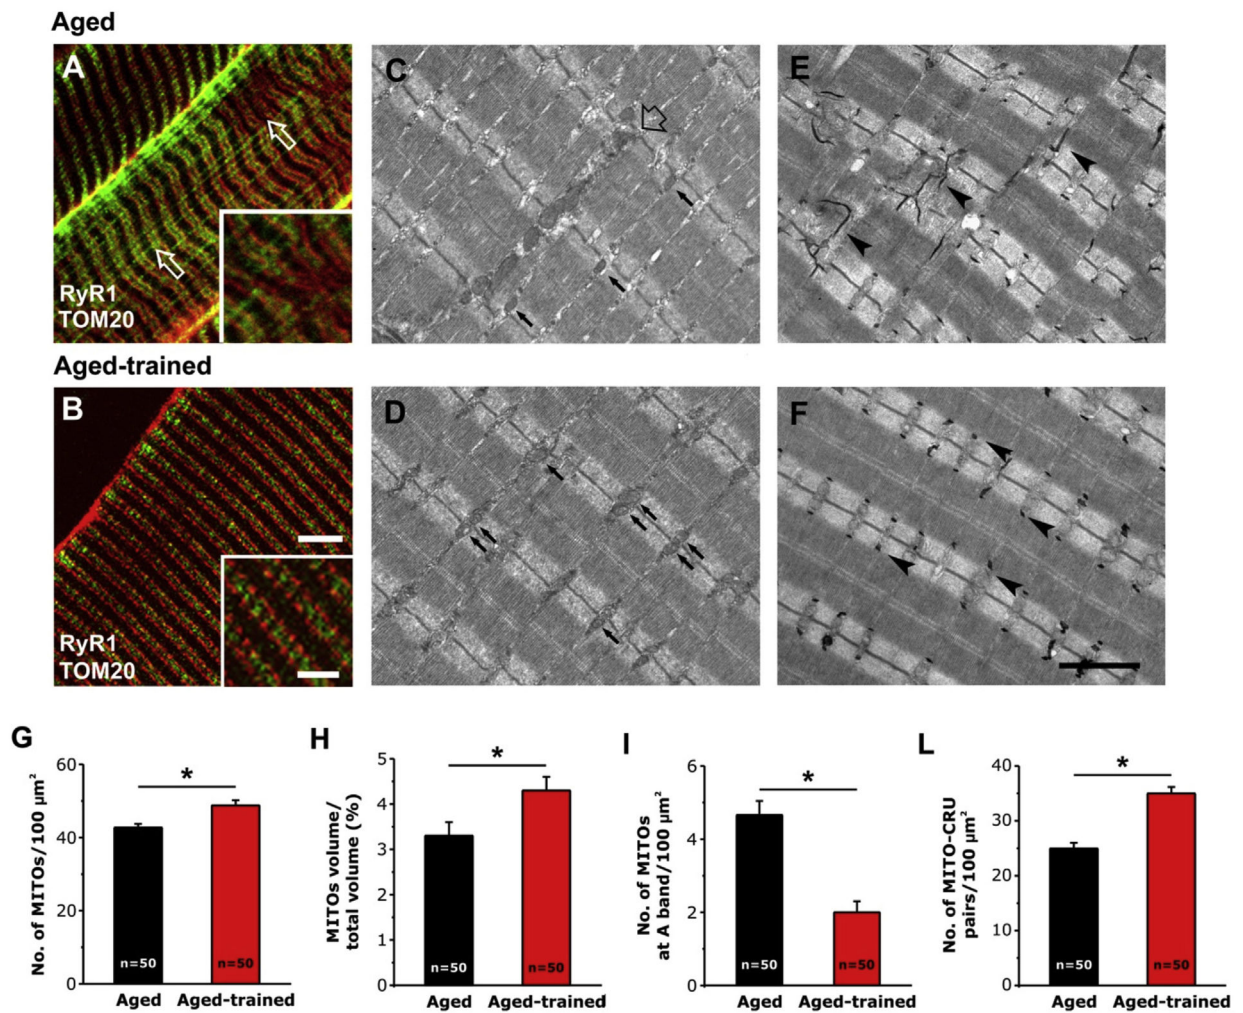 Aged
A
RyR1
TOM20
C
E
Aged-trained
B
RyR1
TOM20
D
F
G
No. of MITOs/100 µm²
60
40
20
0
*
n=50
n=50
Aged
Aged-trained
H
MITOs volume/
total volume (%)
5
4
3
2
1
0
*
n=50
n=50
Aged
Aged-trained
I
No. of MITOs
at A band/100 µm²
6
4
2
0
*
n=50
n=50
Aged
Aged-trained
L
No. of MITO-CRU
pairs/100 µm²
40
30
20
10
0
*
n=50
n=50
Aged
Aged-trained